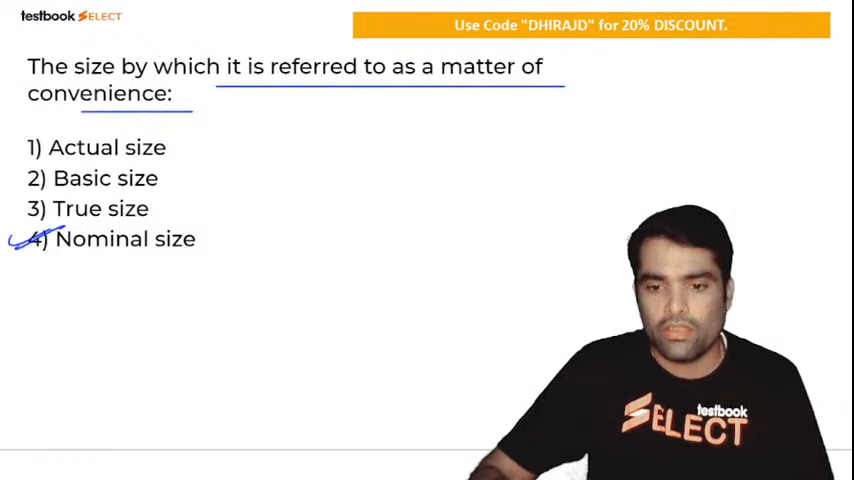 testbook SELECT
Use Code "DHIRAJD" for 20% DISCOUNT.
The size by which it is referred to as a matter of
convenience:
1) Actual size
2) Basic size
3) True size
4) Nominal size
testbook
SELECT